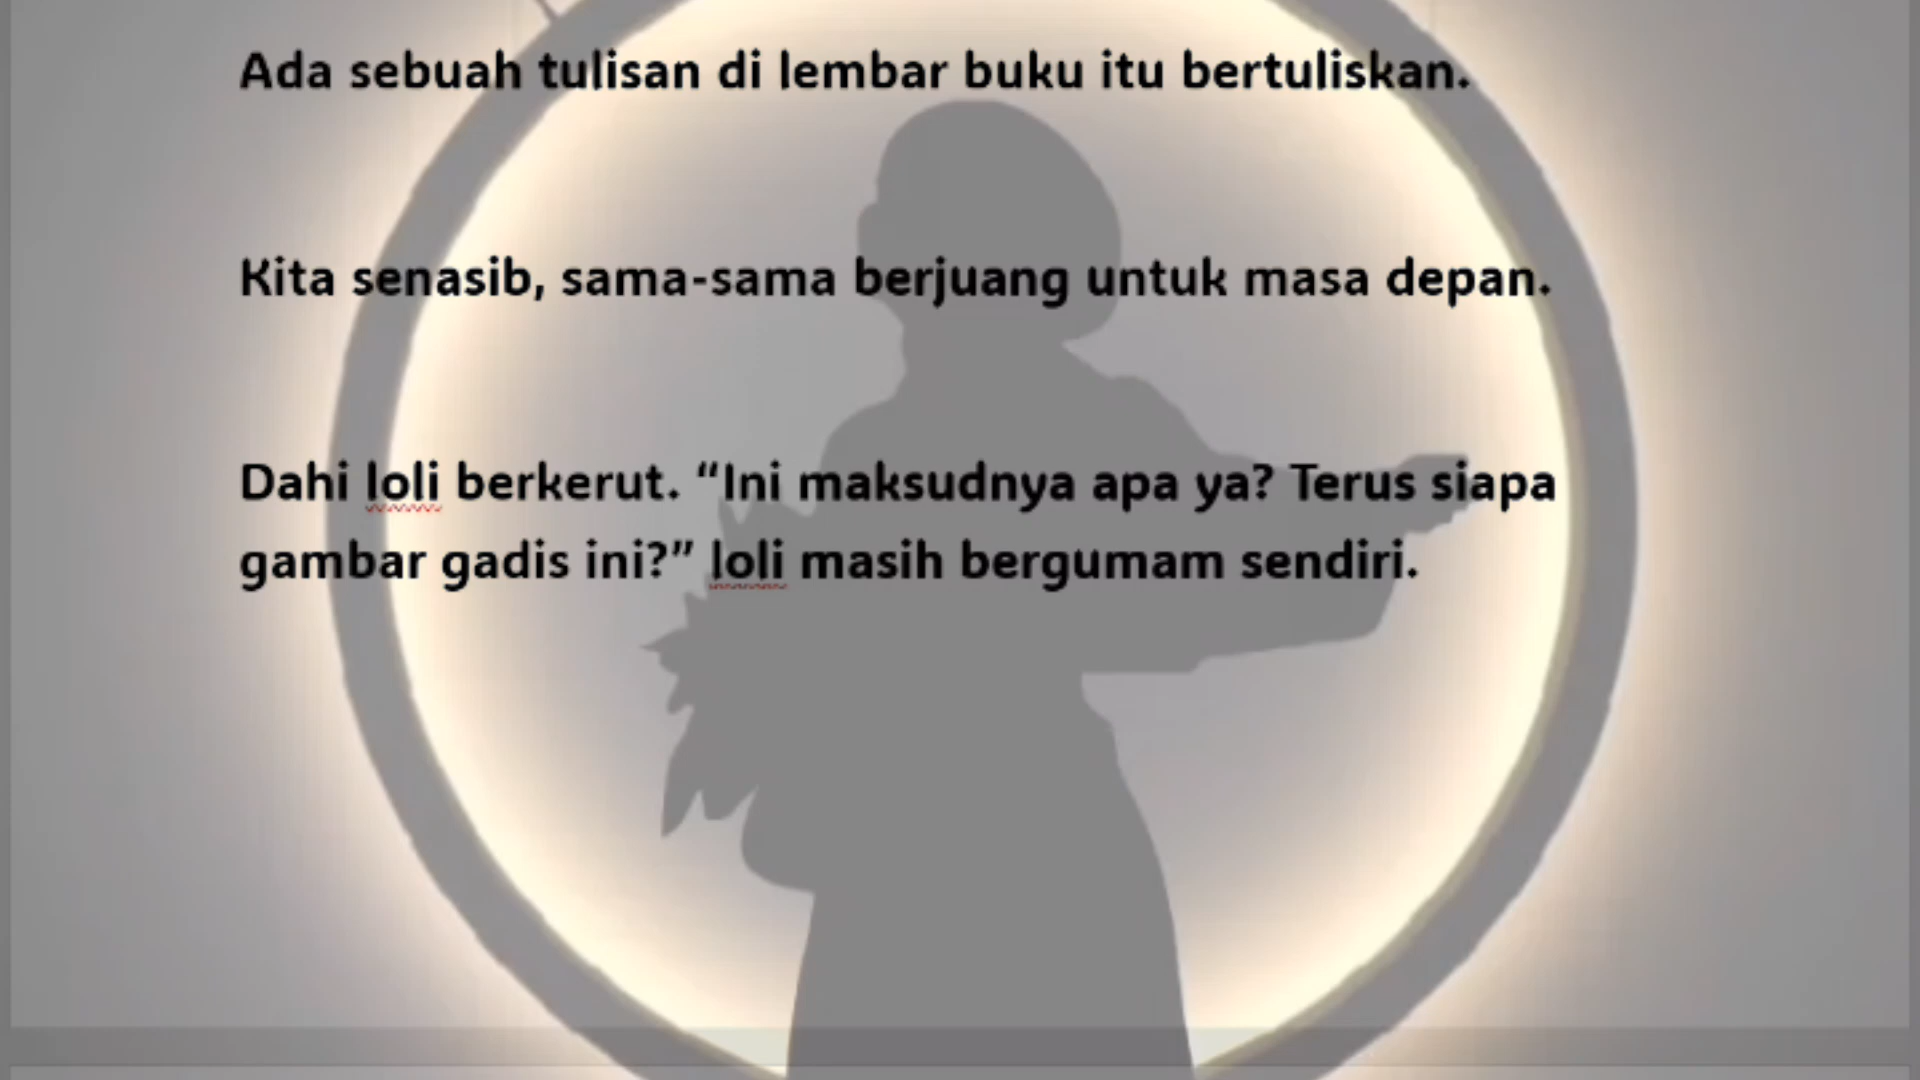 Ada sebuah tulisan di lembar buku itu bertuliskan.
Kita senasib, sama-sama berjuang untuk masa depan.
Dahi loli berkerut. “Ini maksudnya apa ya? Terus siapa
gambar gadis ini?” loli masih bergumam sendiri.